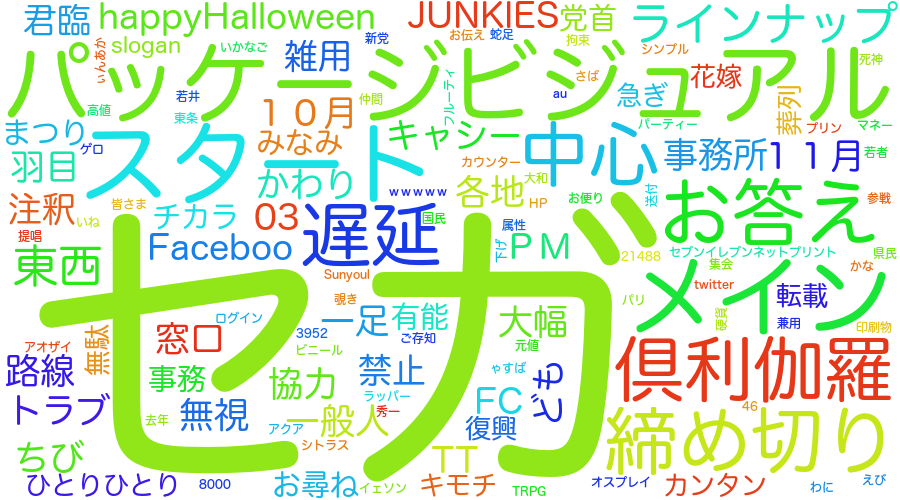 君臨
happyHalloween
JUNKIES
党首
ラインナップ
slogan
いかなご
新党
お伝え
蛇足
拘束
シンプル
いんあか
雑用
パッケージビジュアル
花嫁
死神
さば
仲間
フルーティ
高値
若井
東条
10月
au
急ぎ
葬列
まつり
ゲロ
みなみ
キャシー
パーティー
プリン
マネー
スタート
中心
事務所
11月
若者
羽目
かわり
カウンター
大和
HP
wwwww
各地
お便り
送付
お答え
参戦
注釈
皆さま
いね
チカラ
03
遅延
国民
属性
提唱
東西
Faceboo
下げ
PM
21488
セブンイレブンネットプリント
県民
集会
かな
Sunyoul
セガ
メイン
twitter
転載
覗き
パリ
硬貨
兼用
印刷物
ログイン
一足
有能
大幅
3952
ご存知
元値
無駄
窓口
アオザイ
ビニール
路線
事務
協力
禁止
ゃすぱ
ども
倶利伽羅
トラブ
無視
ラッパー
秀一
FC
46
去年
アクア
一般人
復興
締め切り
シトラス
ちび
TT
ひとりひとり
8000
お尋ね
イェソン
キモチ
TRPG
オスプレイ
カンタン
わに
えび